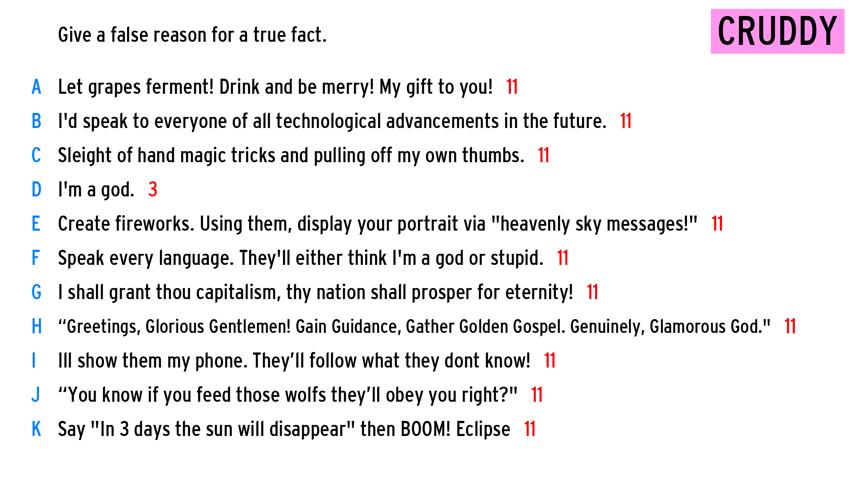 Give a false reason for a true fact.
CRUDDY
A Let grapes ferment! Drink and be merry! My gift to you! 11
B I'd speak to everyone of all technological advancements in the future. 11
C Sleight of hand magic tricks and pulling off my own thumbs. 11
D I'm a god. 3
E Create fireworks. Using them, display your portrait via "heavenly sky messages!" 11
F Speak every language. They'll either think I'm a god or stupid. 11
G I shall grant thou capitalism, thy nation shall prosper for eternity! 11
H “Greetings, Glorious Gentlemen! Gain Guidance, Gather Golden Gospel. Genuinely, Glamorous God." 11
I Ill show them my phone. They’ll follow what they dont know! 11
J “You know if you feed those wolfs they’ll obey you right?" 11
K Say "In 3 days the sun will disappear" then BOOM! Eclipse 11